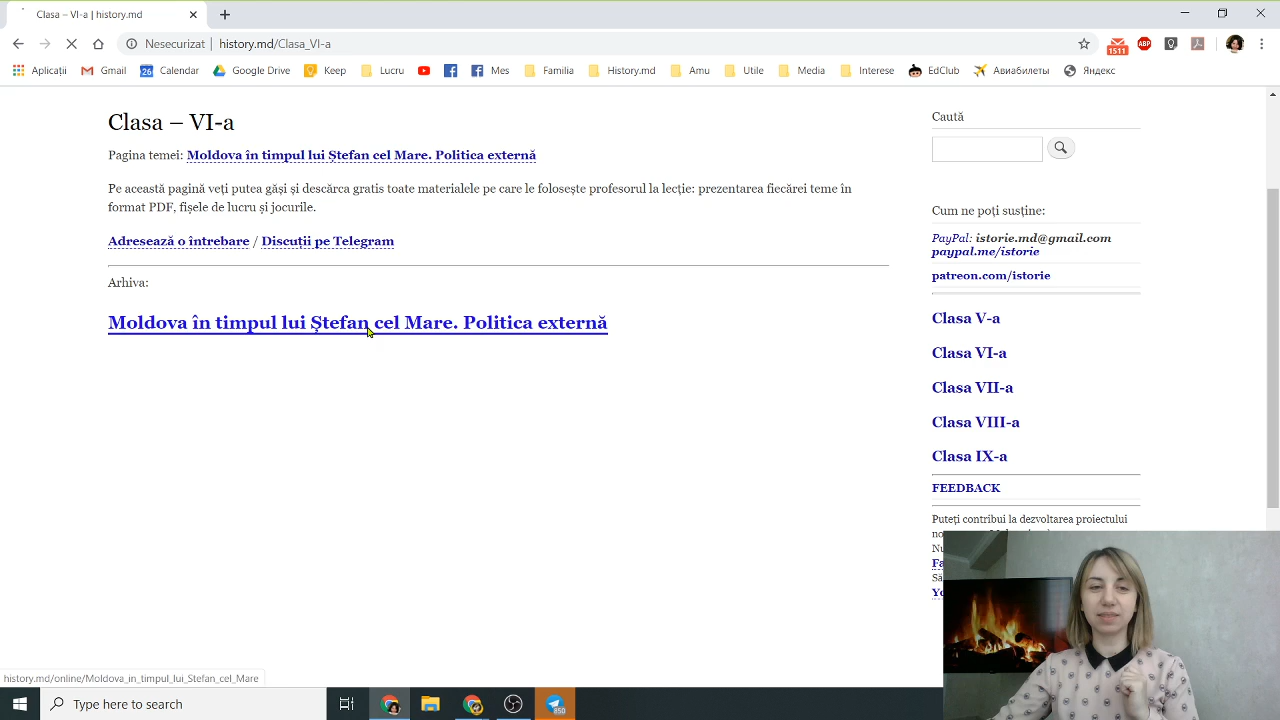 Clasa – VI-a | history.md
Nesecurizat | history.md/Clasa_VI-a
1511
ABP
Aplicații Gmail 26 Calendar Google Drive Keep Lucru Mes Familia History.md Amu Utile Media Interese EdClub Авиабилеты Яндекс
Clasa – VI-a
Pagina temei: Moldova în timpul lui Ștefan cel Mare. Politica externă
Pe această pagină veți putea găsi și descărca gratis toate materialele pe care le folosește profesorul la lecție: prezentarea fiecărei teme în
format PDF, fișele de lucru și jocurile.
Adresează o întrebare / Discuții pe Telegram
Arhiva:
Moldova în timpul lui Ștefan cel Mare. Politica externă
Caută
Cum ne poți susține:
PayPal: istorie.md@gmail.com
paypal.me/istorie
patreon.com/istorie
Clasa V-a
Clasa VI-a
Clasa VII-a
Clasa VIII-a
Clasa IX-a
FEEDBACK
Puteți contribui la dezvoltarea proiectului
history.md/online/Moldova_in_timpul_lui_Stefan_cel_Mare
Type here to search
850